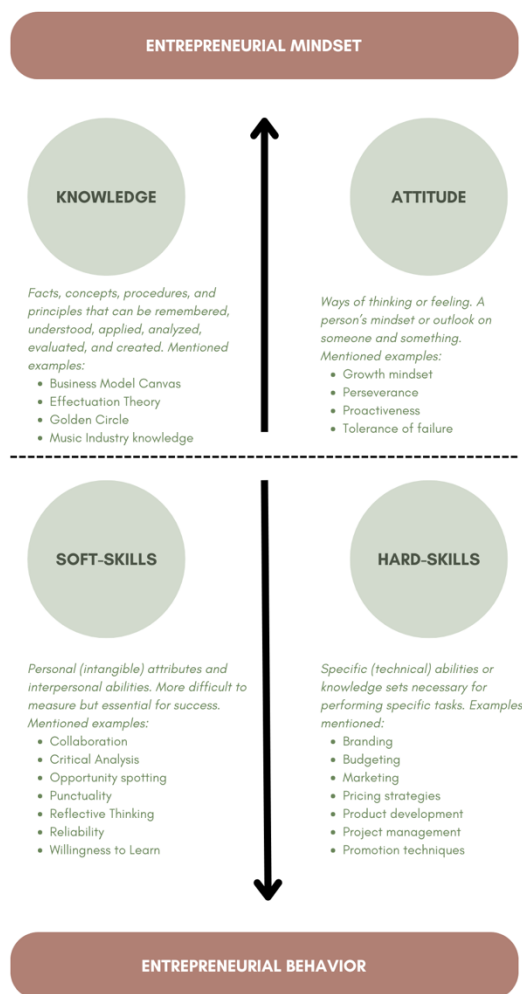 ENTREPRENEURIAL MINDSET
KNOWLEDGE
Facts, concepts, procedures, and
principles that can be remembered,
understood, applied, analyzed,
evaluated, and created. Mentioned
examples:
• Business Model Canvas
• Effectuation Theory
• Golden Circle
• Music Industry knowledge
ATTITUDE
Ways of thinking or feeling. A
person's mindset or outlook on
someone and something.
Mentioned examples:
• Growth mindset
• Perseverance
• Proactiveness
• Tolerance of failure
SOFT-SKILLS
Personal (intangible) attributes and
interpersonal abilities. More difficult to
measure but essential for success.
Mentioned examples:
• Collaboration
• Critical Analysis
• Opportunity spotting
• Punctuality
• Reflective Thinking
• Reliability
• Willingness to Learn
HARD-SKILLS
Specific (technical) abilities or
knowledge sets necessary for
performing specific tasks. Examples
mentioned:
• Branding
• Budgeting
• Marketing
• Pricing strategies
• Product development
• Project management
• Promotion techniques
ENTREPRENEURIAL BEHAVIOR